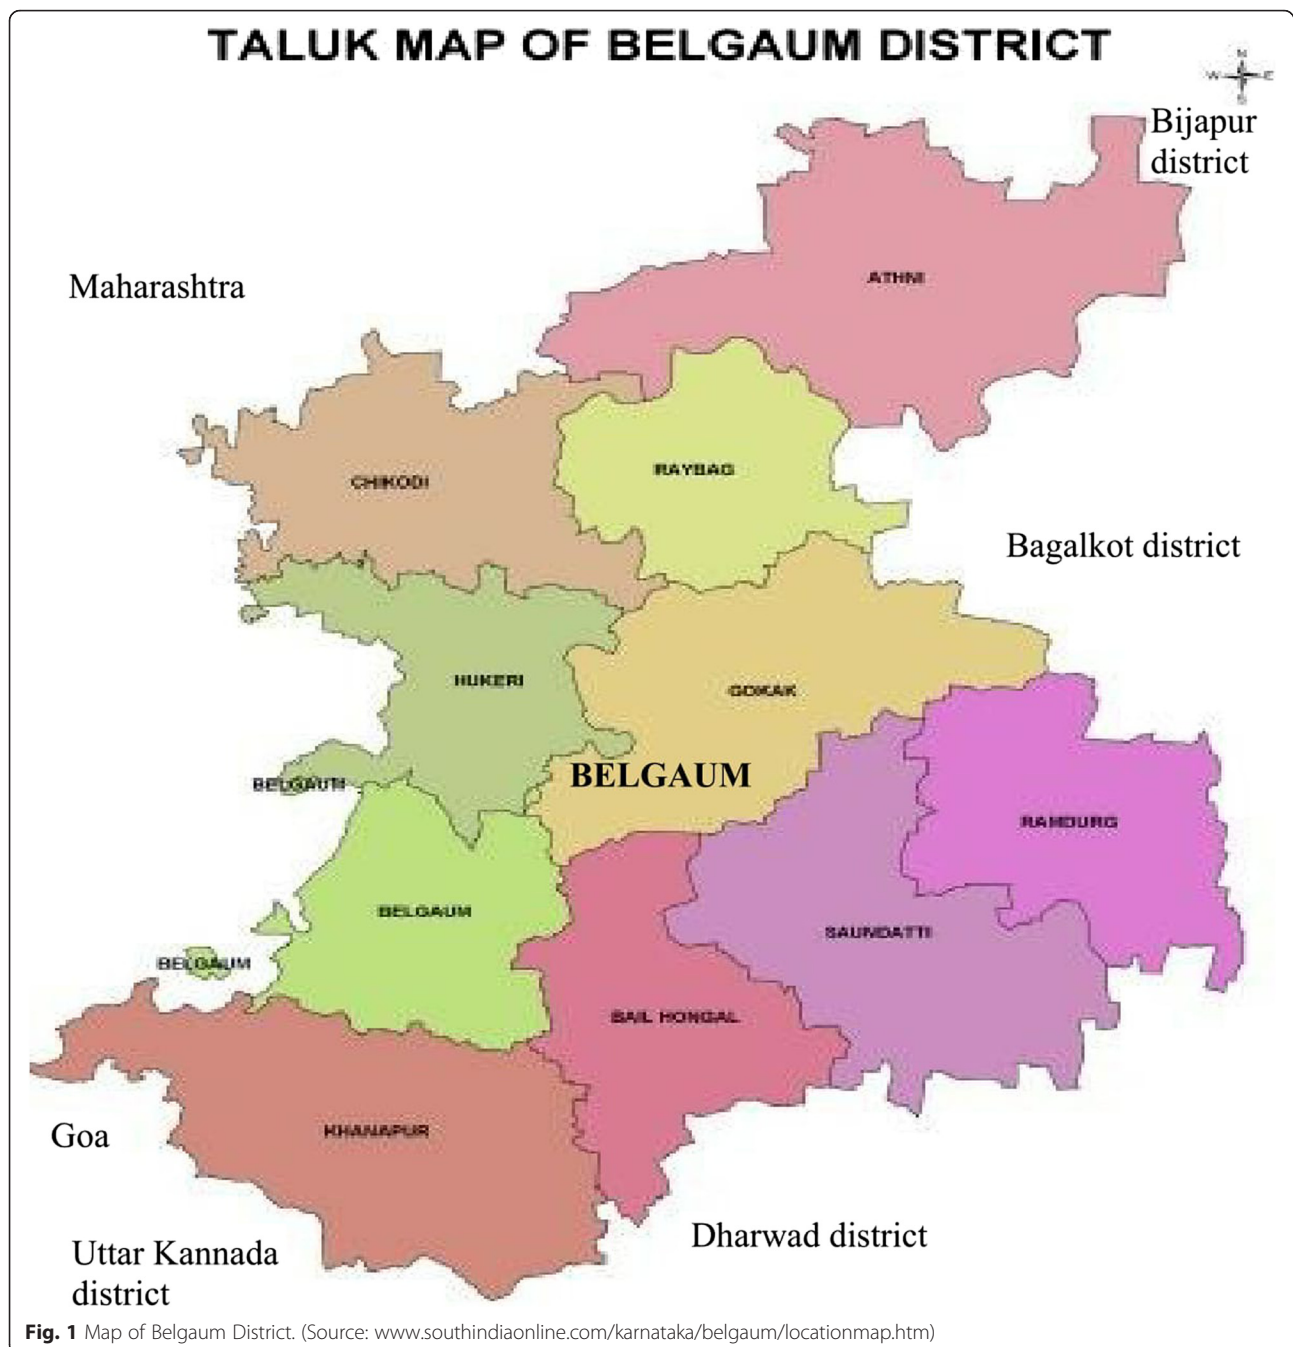 TALUK MAP OF BELGAUM DISTRICT
N
W E
S
Bijapur
district
ATHNI
Maharashtra
RAYBAG
CHIKODI
Bagalkot district
HUKERI
GOKAK
BELGAUM
BELGAUM
RAMDURG
BELGAUM
SAUNDATTI
BELGAUM
BAIL HONGAL
KHANAPUR
Goa
Dharwad district
Uttar Kannada
district
Fig. 1 Map of Belgaum District. (Source: www.southindiaonline.com/karnataka/belgaum/locationmap.htm)